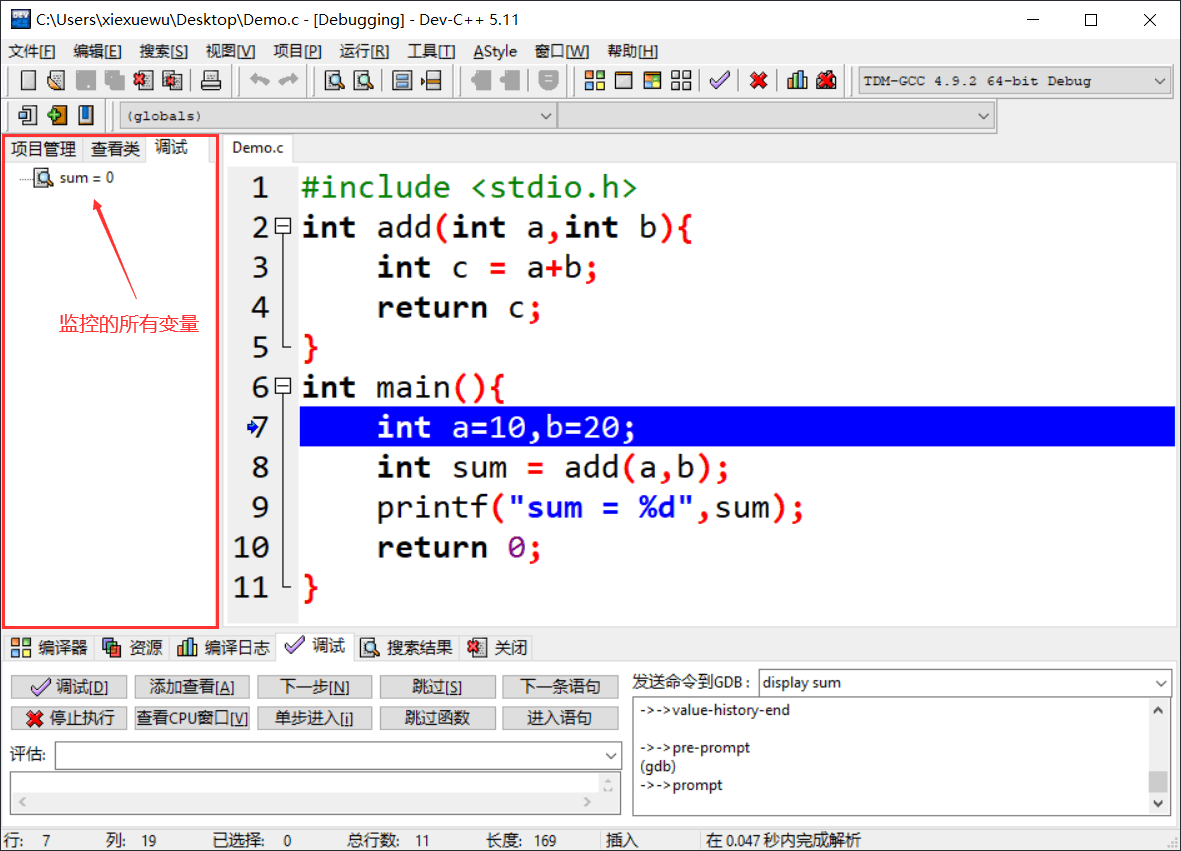 C:\Users\xiexuewu\Desktop\Demo.c - [Debugging] - Dev-C++ 5.11
文件[F] 编辑[E] 搜索[S] 视图[V] 项目[P] 运行[R] 工具[T] AStyle 窗口[W] 帮助[H]
TDM-GCC 4.9.2 64-bit Debug
(globals)
项目管理 查看类 调试
sum = 0
监控的所有变量
Demo.c
1 #include <stdio.h>
2 int add(int a,int b){
3 int c = a+b;
4 return c;
5 }
6 int main(){
7 int a=10,b=20;
8 int sum = add(a,b);
9 printf("sum = %d",sum);
10 return 0;
11 }
编译器 资源 编译日志 调试 搜索结果 关闭
调试[D] 添加查看[A] 下一步[N] 跳过[S] 下一条语句
停止执行 查看CPU窗口[V] 单步进入[i] 跳过函数 进入语句
评估:
发送命令到GDB: display sum
->->value-history-end
->->pre-prompt
(gdb)
->->prompt
行: 7 列: 19 已选择: 0 总行数: 11 长度: 169 插入 在 0.047 秒内完成解析